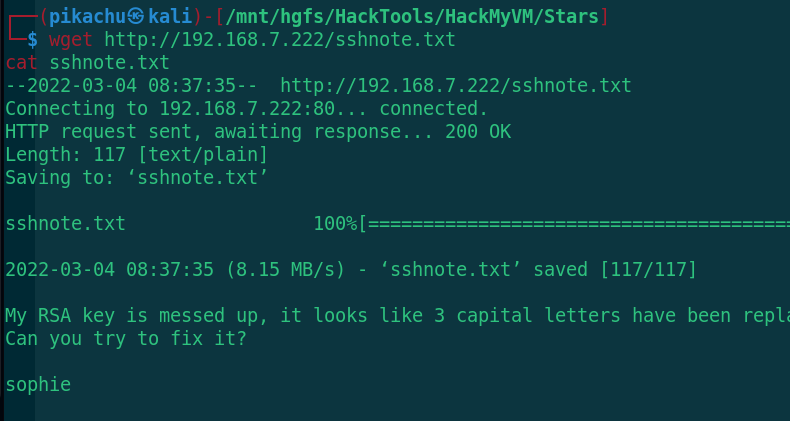 ┌──(pikachu㉿kali)-[/mnt/hgfs/HackTools/HackMyVM/Stars]
└─$ wget http://192.168.7.222/sshnote.txt
cat sshnote.txt
--2022-03-04 08:37:35--  http://192.168.7.222/sshnote.txt
Connecting to 192.168.7.222:80... connected.
HTTP request sent, awaiting response... 200 OK
Length: 117 [text/plain]
Saving to: ‘sshnote.txt’
sshnote.txt 100%[===================================
2022-03-04 08:37:35 (8.15 MB/s) - ‘sshnote.txt’ saved [117/117]
My RSA key is messed up, it looks like 3 capital letters have been repla
Can you try to fix it?
sophie